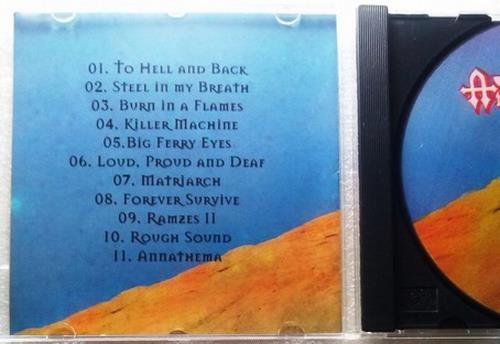 01. To Hell and Back
02. Steel in my Breath
03. Burn in a Flames
04. Killer Machine
05.Big Ferry Eyes
06. Loud, Proud and Deaf
07. Matriarch
08. Forever Survive
09. Ramzes II
10. Rough Sound
11. Annathema